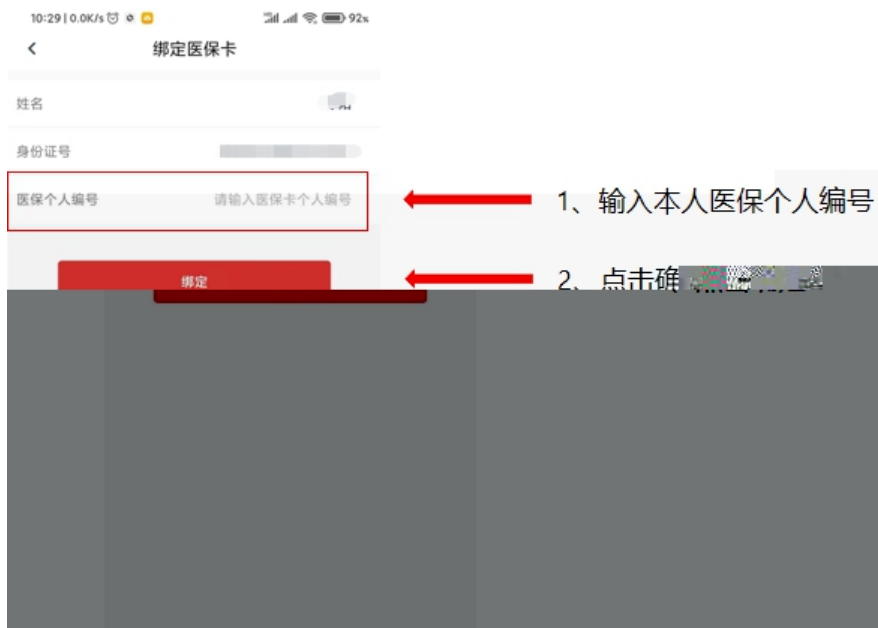 10:29 | 0.0K/s 92%
绑定医保卡
姓名
身份证号
医保个人编号 请输入医保卡个人编号
1、输入本人医保个人编号
绑定
2、点击确